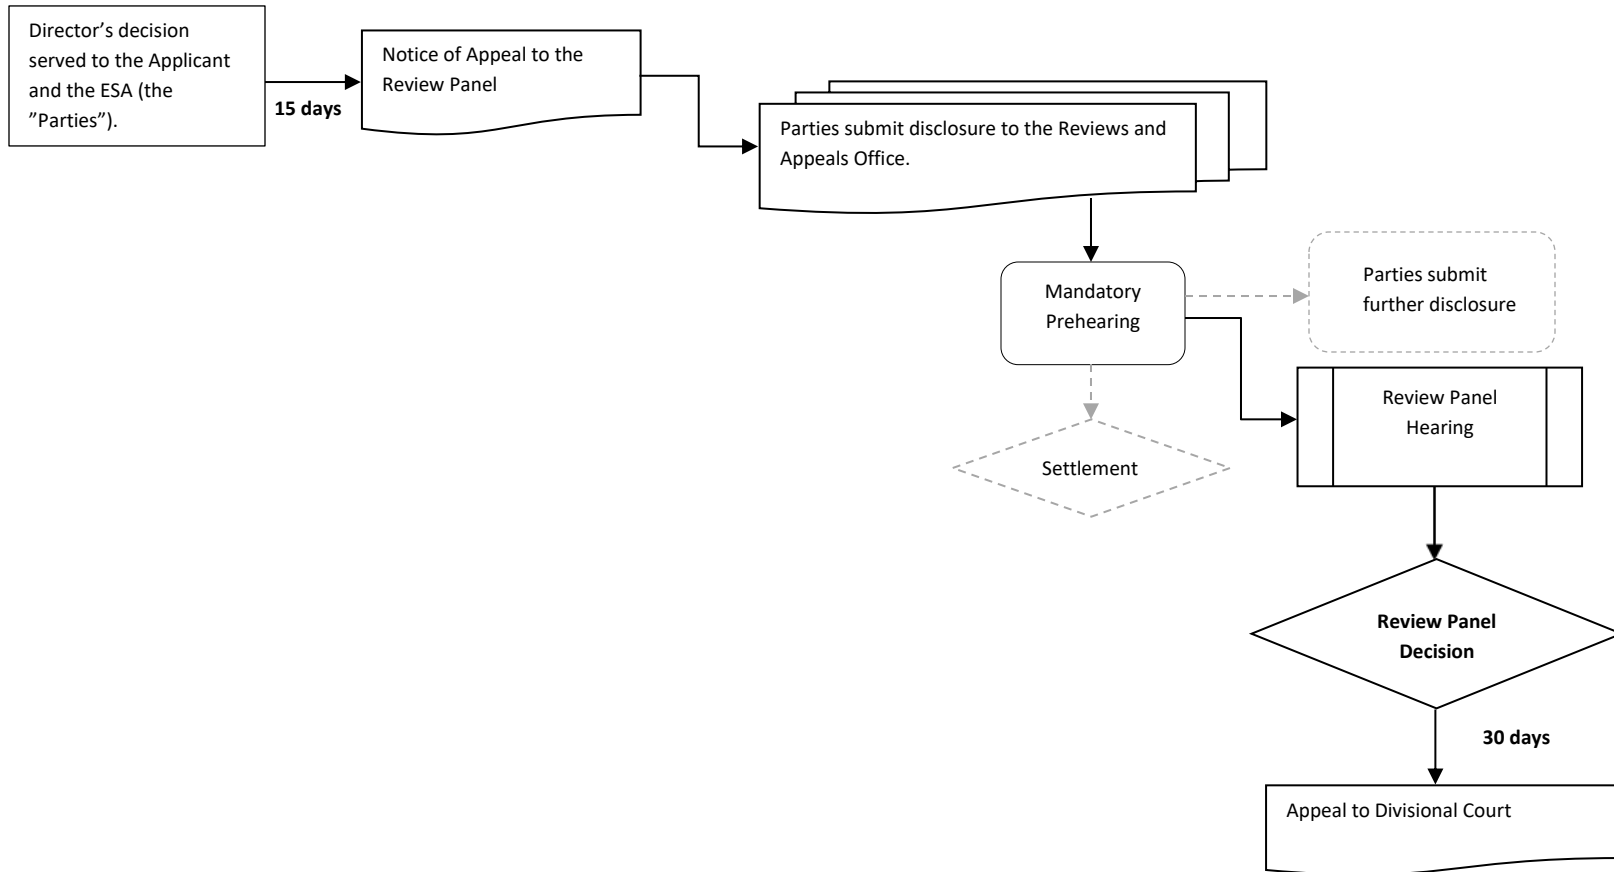 Director’s decision
served to the Applicant
and the ESA (the
”Parties”).
15 days
Notice of Appeal to the
Review Panel
Parties submit disclosure to the Reviews and
Appeals Office.
Mandatory
Prehearing
Parties submit
further disclosure
Settlement
Review Panel
Hearing
Review Panel
Decision
30 days
Appeal to Divisional Court